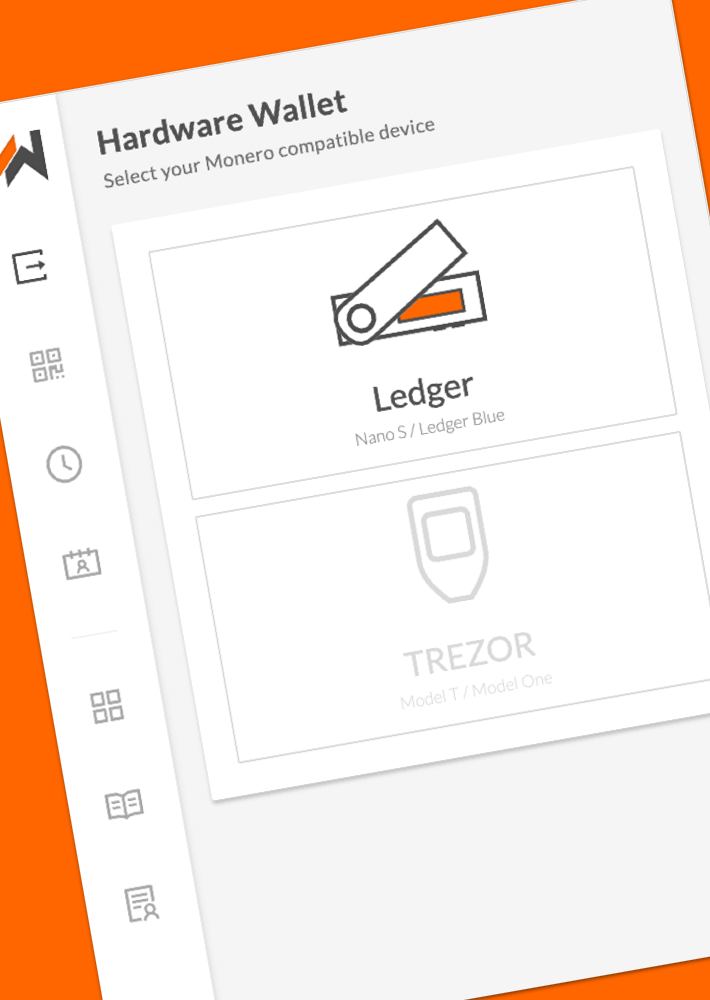 Hardware Wallet
Select your Monero compatible device
Ledger
Nano S / Ledger Blue
TREZOR
Model T / Model One